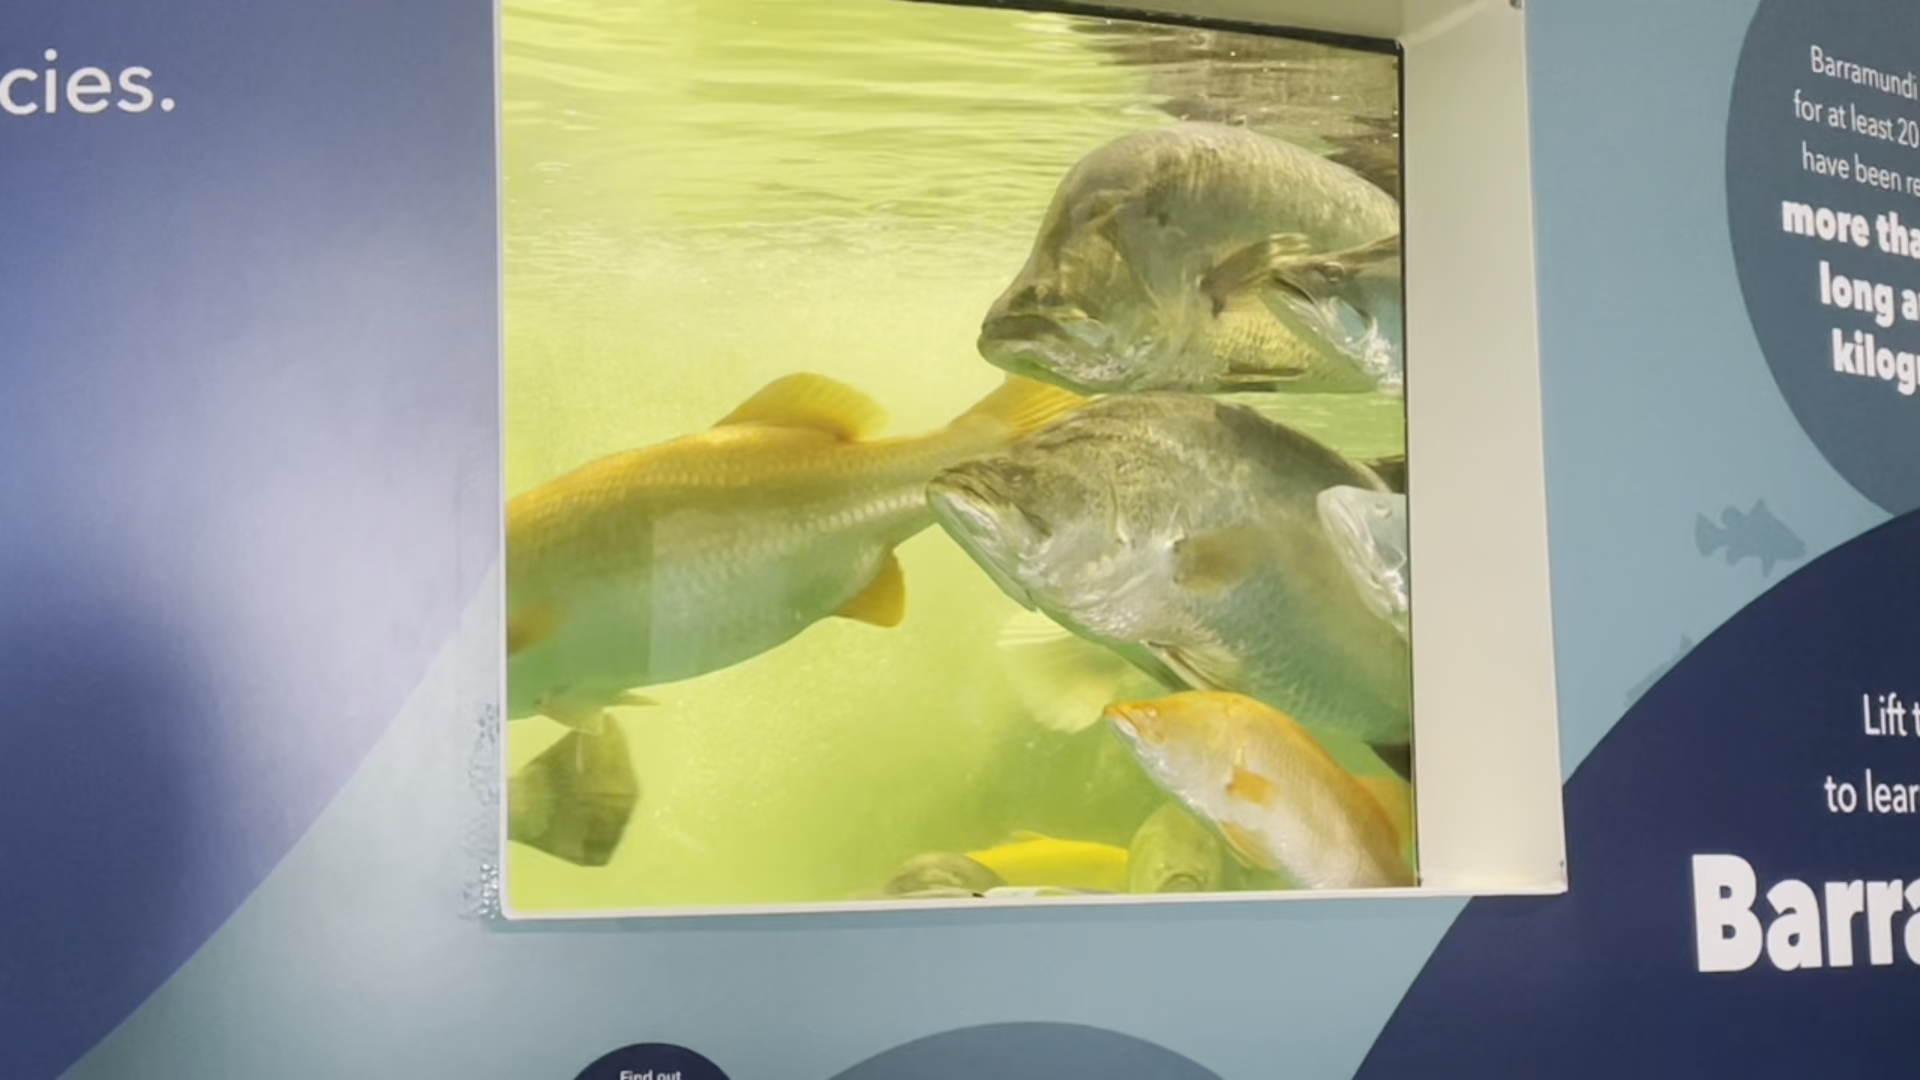 cies.
Barramundi
for at least 20
have been re
more tha
long a
kilogr
Lift t
to lear
Barra
Find out